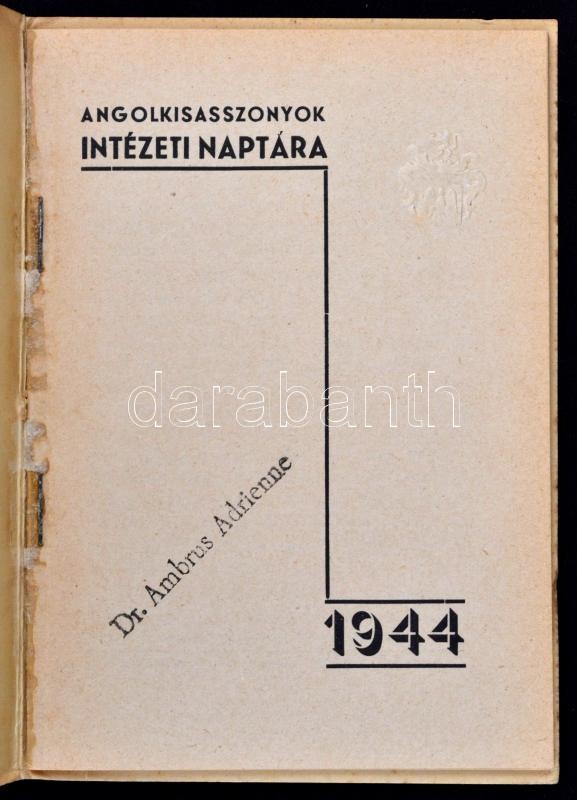 ANGOLKISASSZONYOK
INTÉZETI NAPTÁRA
darabanth
Dr. Ambrus Adrienne
1944